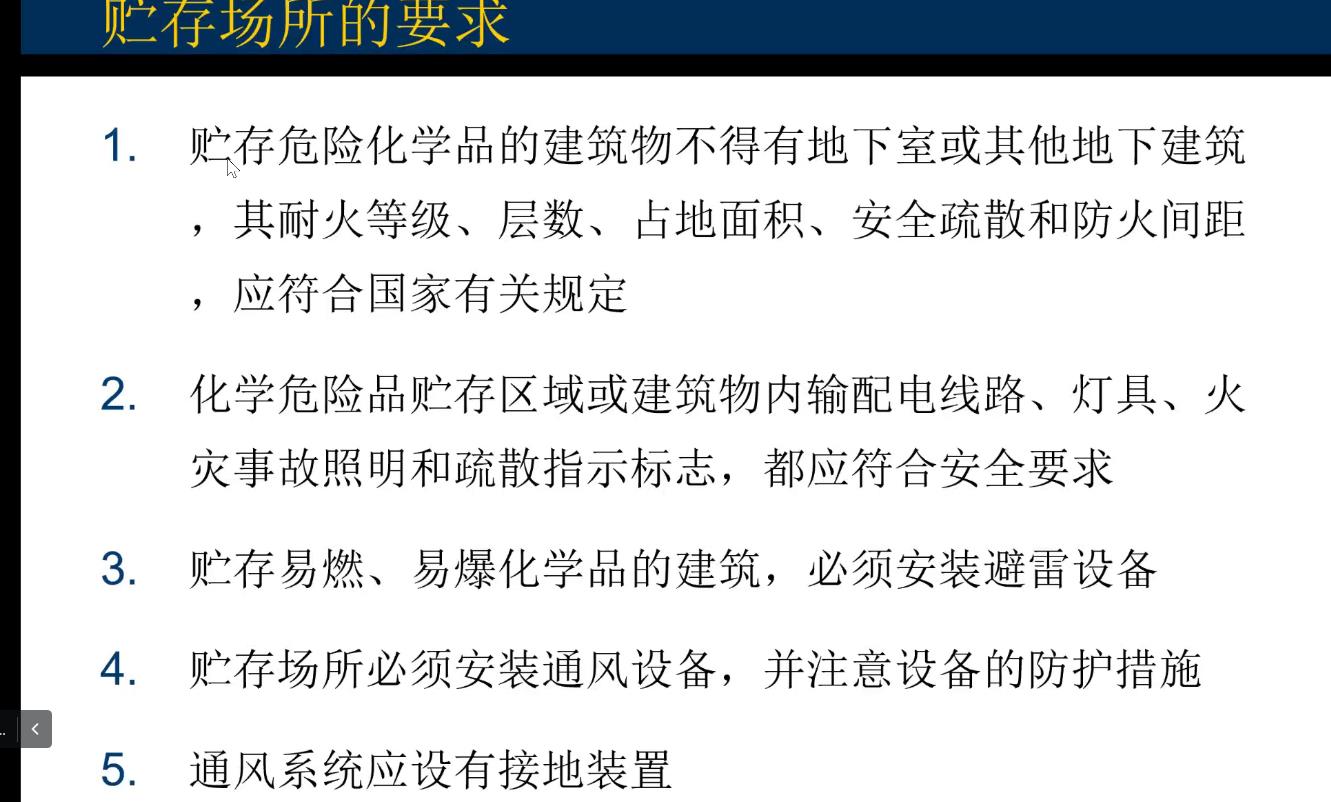 贮存场所的要求
1. 贮存危险化学品的建筑物不得有地下室或其他地下建筑
，其耐火等级、层数、占地面积、安全疏散和防火间距
，应符合国家有关规定
2. 化学危险品贮存区域或建筑物内输配电线路、灯具、火
灾事故照明和疏散指示标志，都应符合安全要求
3. 贮存易燃、易爆化学品的建筑，必须安装避雷设备
4. 贮存场所必须安装通风设备，并注意设备的防护措施
5. 通风系统应设有接地装置